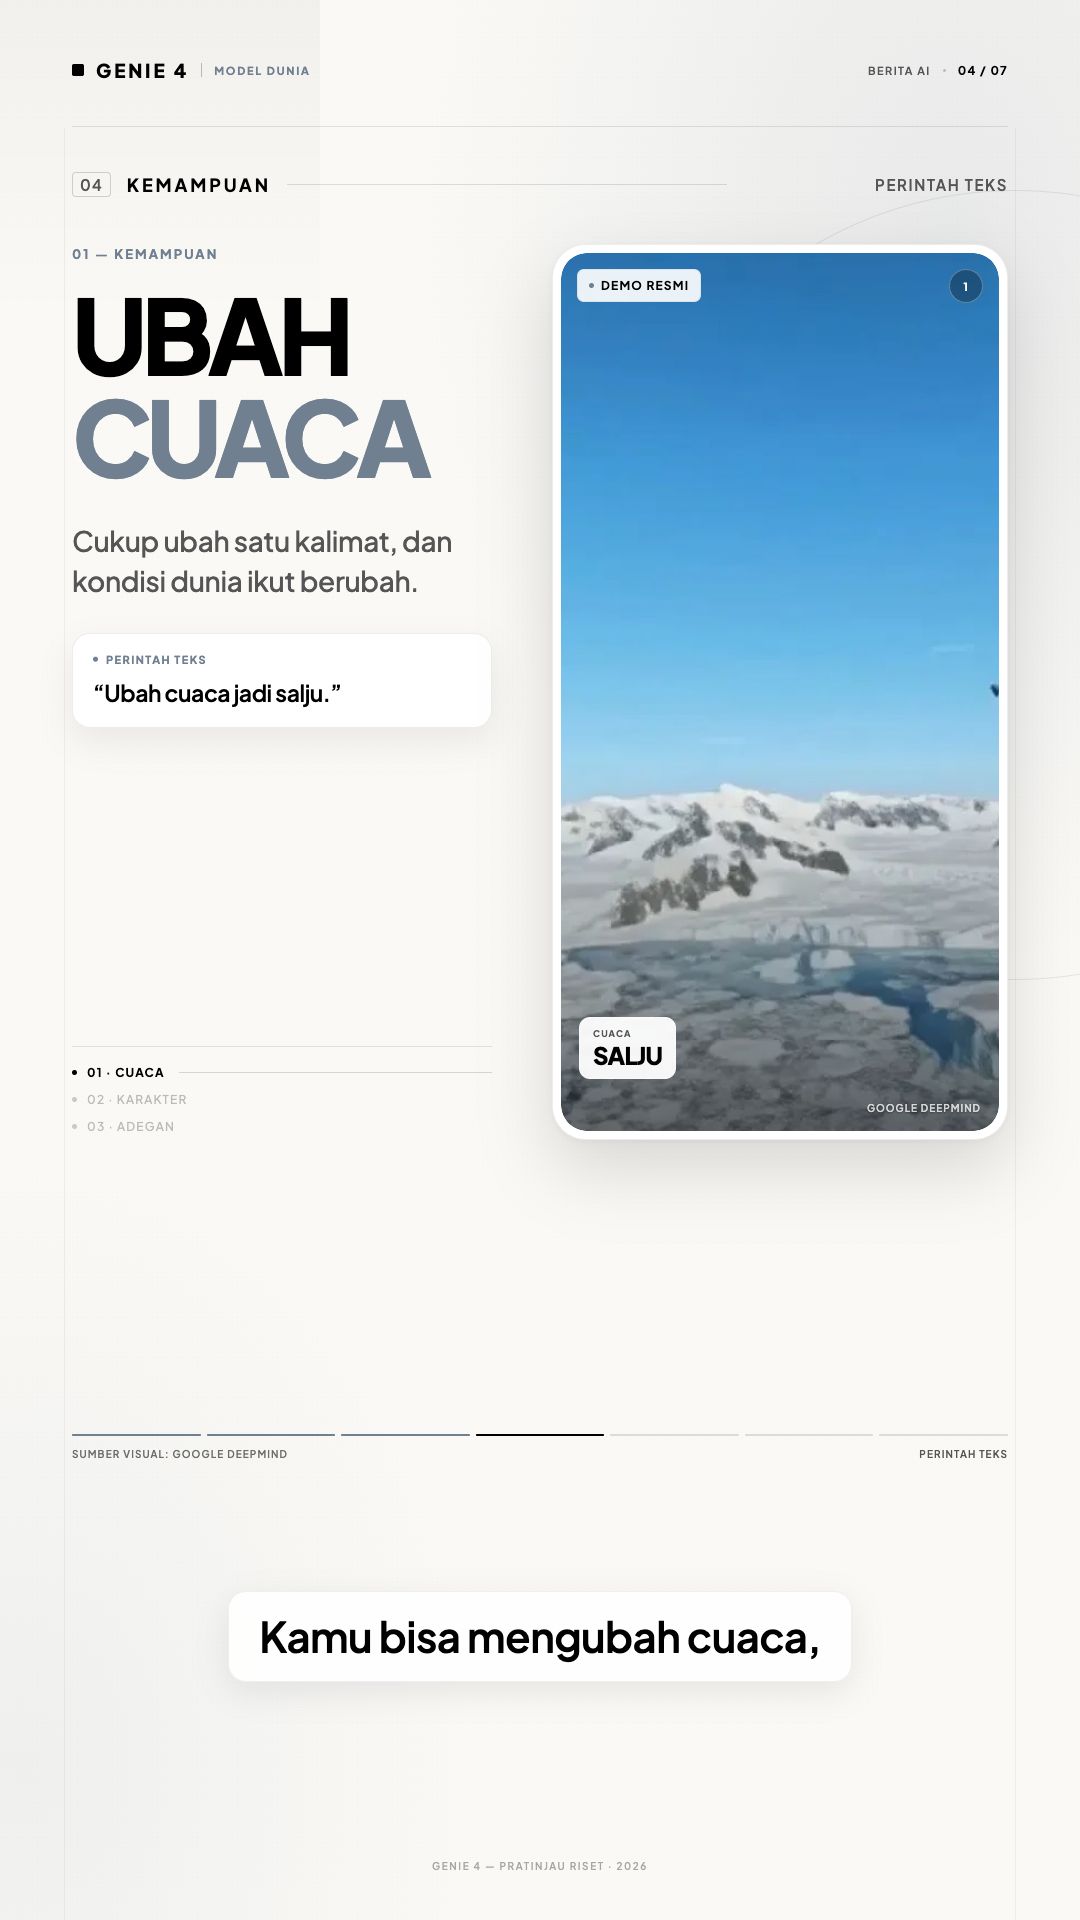 GENIE 4
MODEL DUNIA
BERITA AI • 04 / 07
04 KEMAMPUAN
PERINTAH TEKS
01 — KEMAMPUAN
UBAH
CUACA
Cukup ubah satu kalimat, dan
kondisi dunia ikut berubah.
• PERINTAH TEKS
“Ubah cuaca jadi salju.”
• 01 · CUACA
• 02 · KARAKTER
• 03 · ADEGAN
• DEMO RESMI
1
CUACA
SALJU
GOOGLE DEEPMIND
SUMBER VISUAL: GOOGLE DEEPMIND
PERINTAH TEKS
Kamu bisa mengubah cuaca,
GENIE 4 — PRATINJAU RISET · 2026